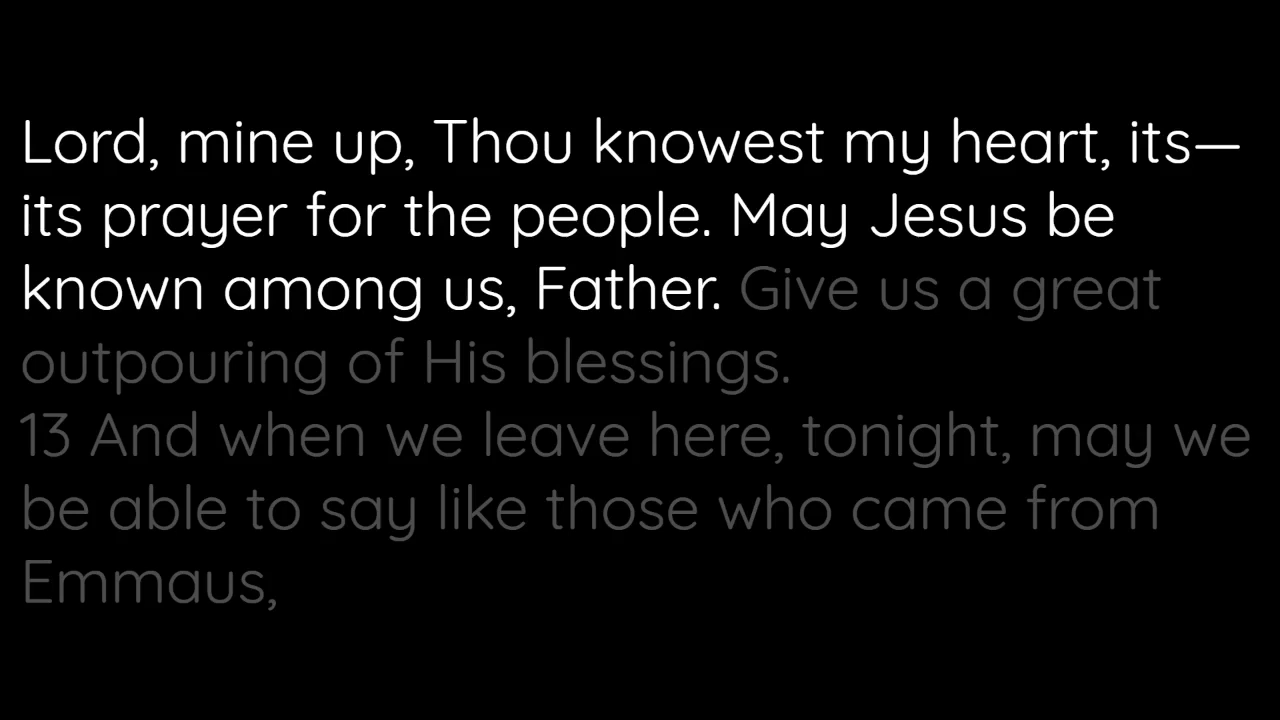 Lord, mine up, Thou knowest my heart, its—
its prayer for the people. May Jesus be
known among us, Father. Give us a great
outpouring of His blessings.
13 And when we leave here, tonight, may we
be able to say like those who came from
Emmaus,